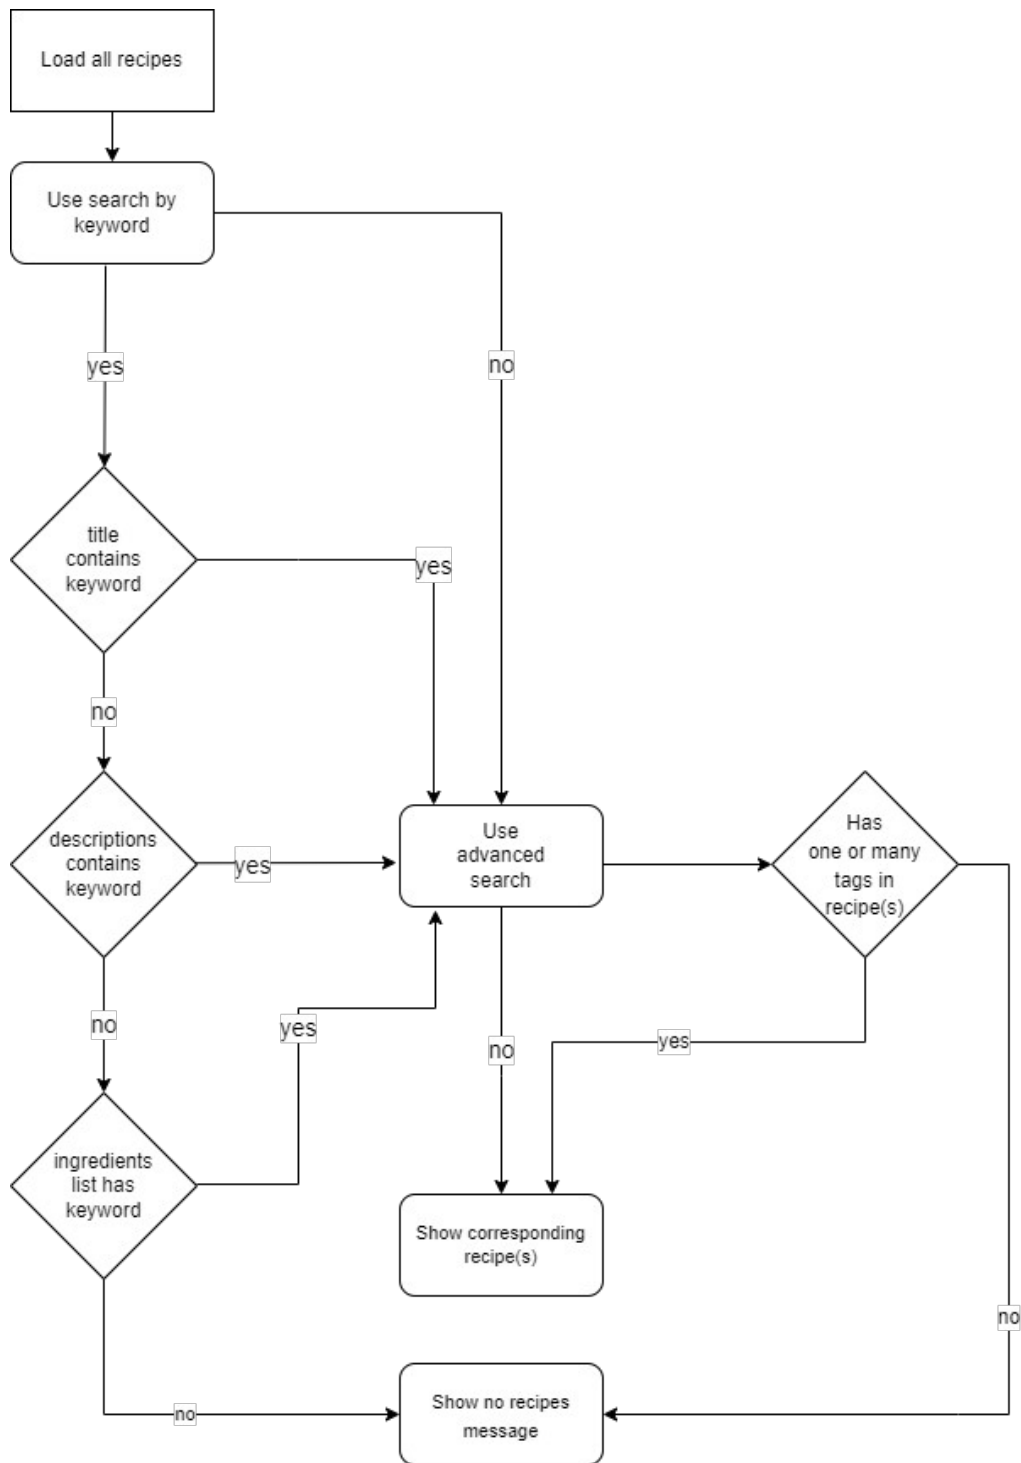 Load all recipes
Use search by
keyword
yes
no
title
contains
keyword
yes
no
descriptions
contains
keyword
yes
Use
advanced
search
Has
one or many
tags in
recipe(s)
no
yes
no
yes
ingredients
list has
keyword
Show corresponding
recipe(s)
no
no
Show no recipes
message